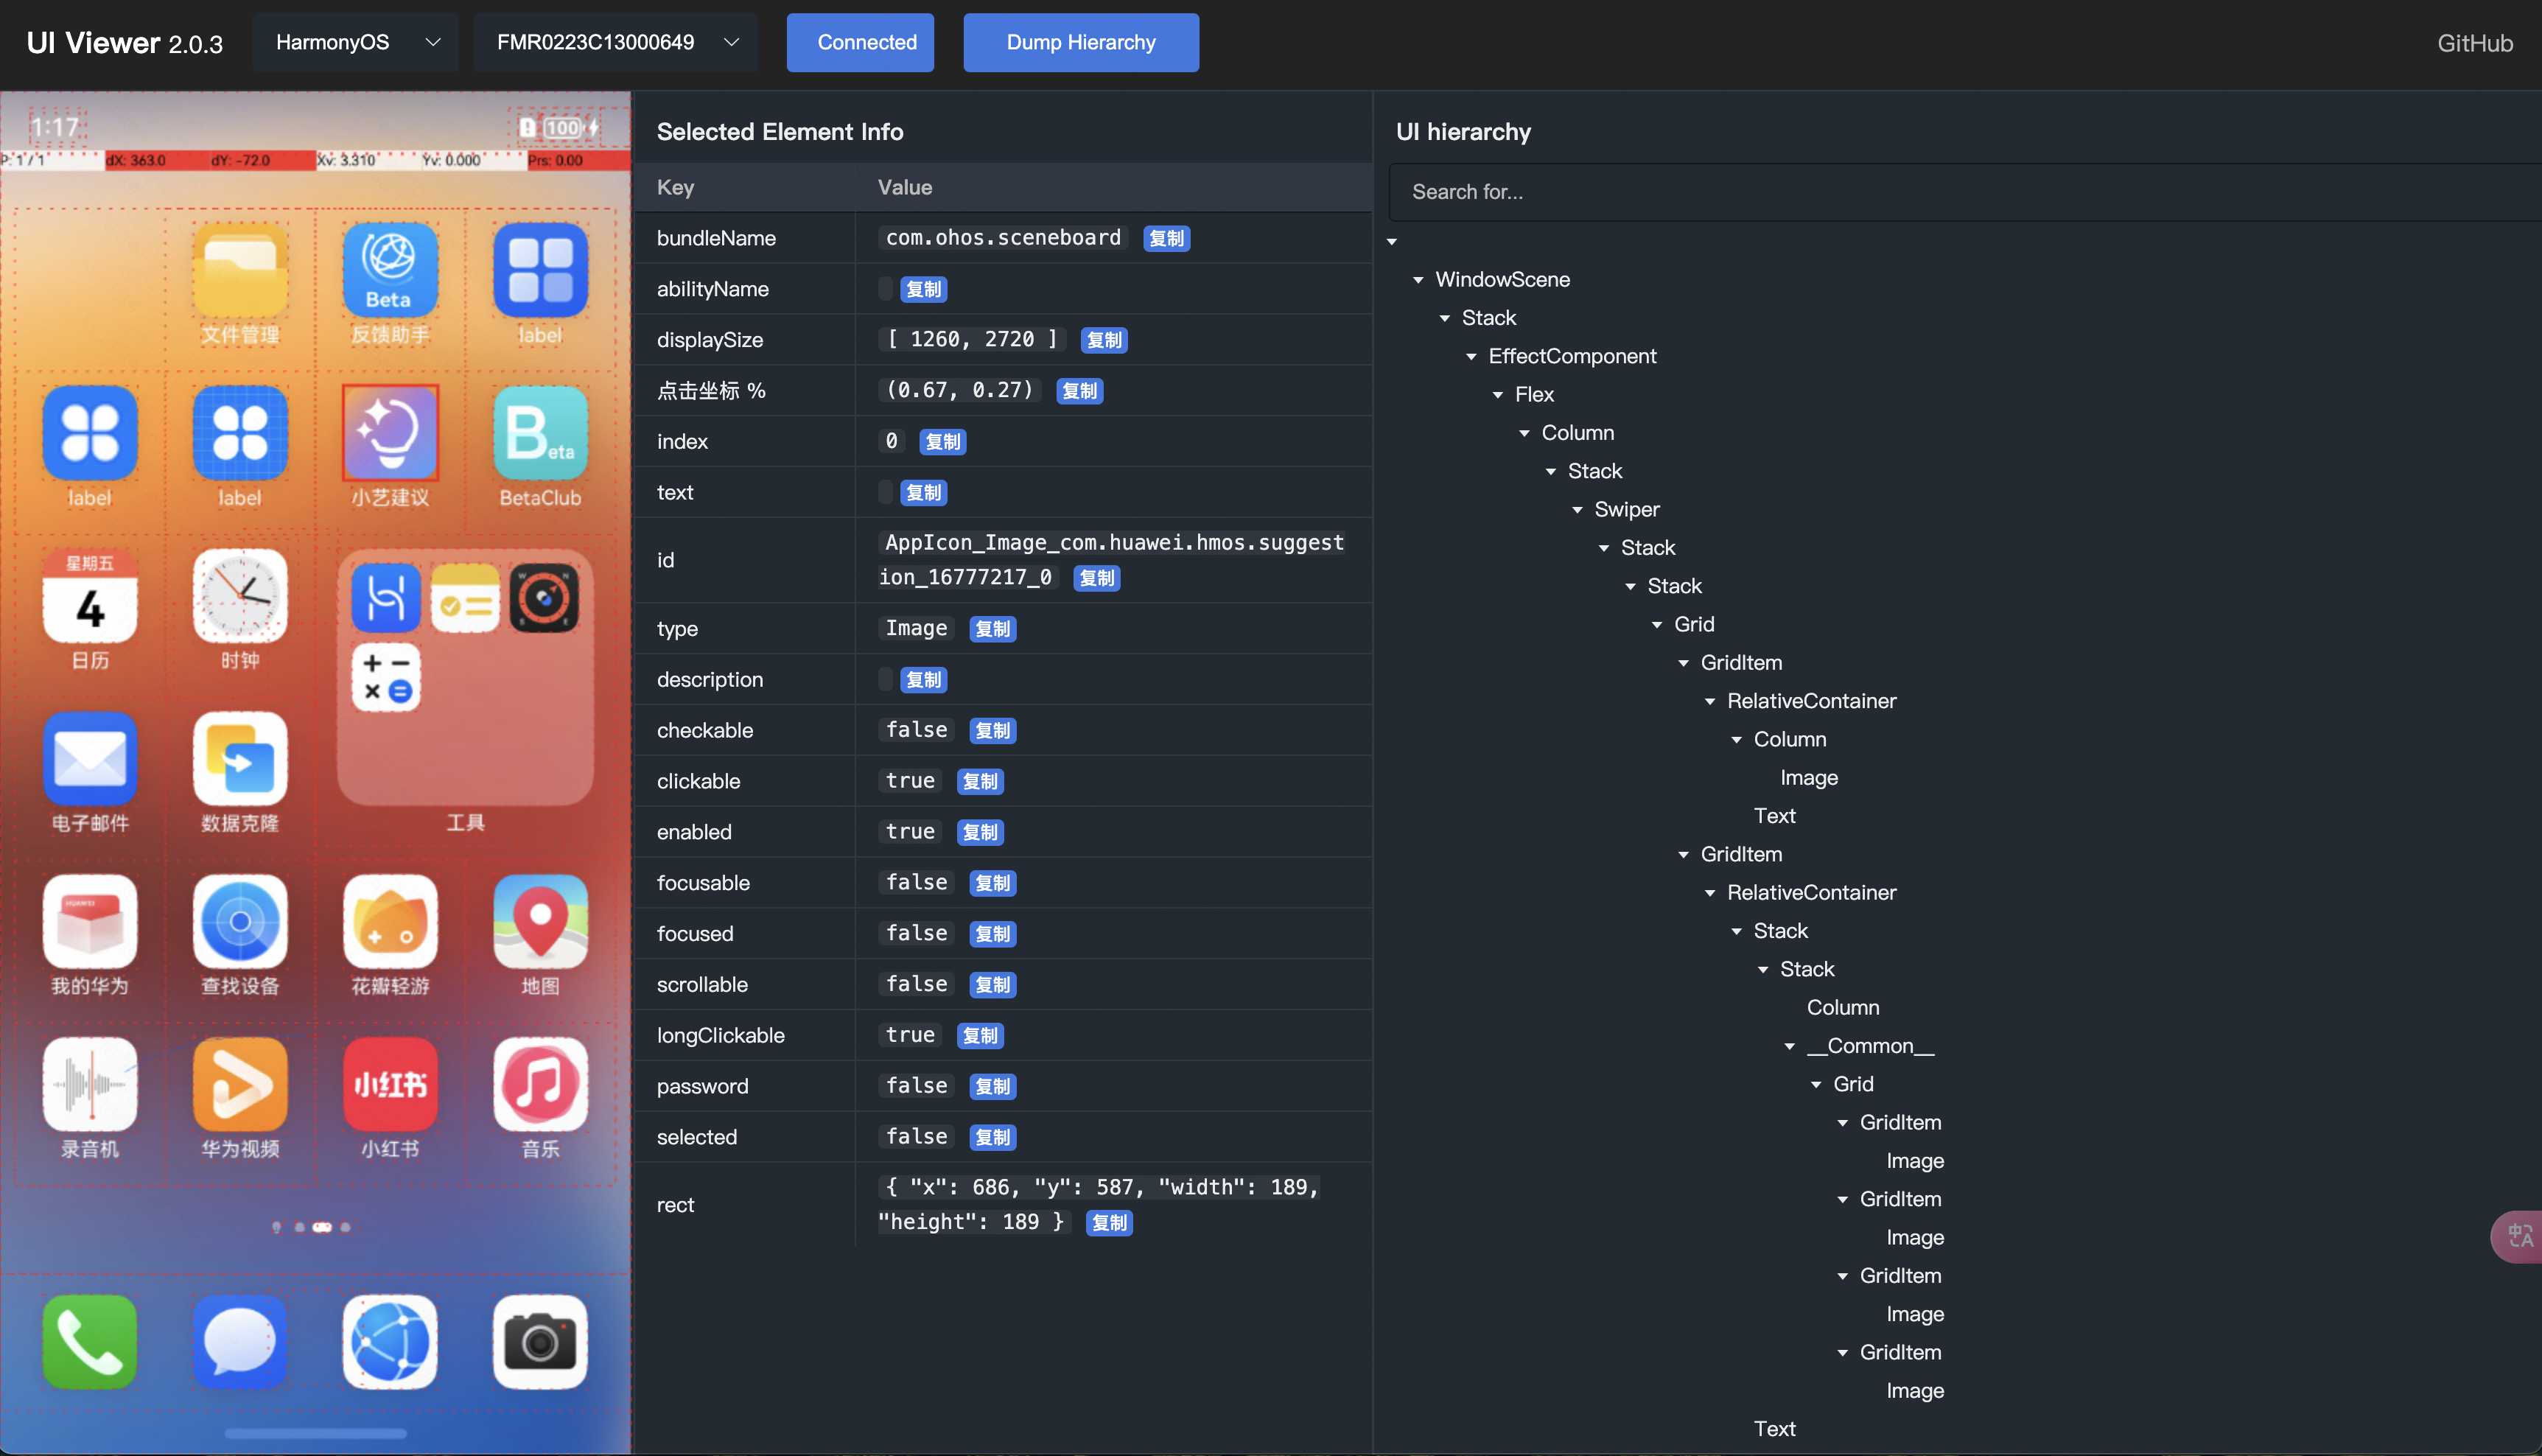 UI Viewer 2.0.3
HarmonyOS
FMR0223C13000649
Connected
Dump Hierarchy
GitHub
1:17
100
P: 1 / 1
dX: 363.0
dY: -72.0
Xv: 3.310
Yv: 0.000
Prs: 0.00
Beta
文件管理
反馈助手
label
Beta
label
label
小艺建议
BetaClub
星期五
4
日历
时钟
电子邮件
数据克隆
工具
HUAWEI
我的华为
查找设备
花瓣轻游
地图
小红书
录音机
华为视频
小红书
音乐
Selected Element Info
Key Value
bundleName com.ohos.sceneboard 复制
abilityName 复制
displaySize [ 1260, 2720 ] 复制
点击坐标 % (0.67, 0.27) 复制
index 0 复制
text 复制
id AppIcon_Image_com.huawei.hmos.suggest
ion_16777217_0 复制
type Image 复制
description 复制
checkable false 复制
clickable true 复制
enabled true 复制
focusable false 复制
focused false 复制
scrollable false 复制
longClickable true 复制
password false 复制
selected false 复制
rect { "x": 686, "y": 587, "width": 189,
"height": 189 } 复制
UI hierarchy
Search for...
WindowScene
Stack
EffectComponent
Flex
Column
Stack
Swiper
Stack
Stack
Grid
GridItem
RelativeContainer
Column
Image
Text
GridItem
RelativeContainer
Stack
Stack
Column
__Common__
Grid
GridItem
Image
GridItem
Image
GridItem
Image
GridItem
Image
Text
中A